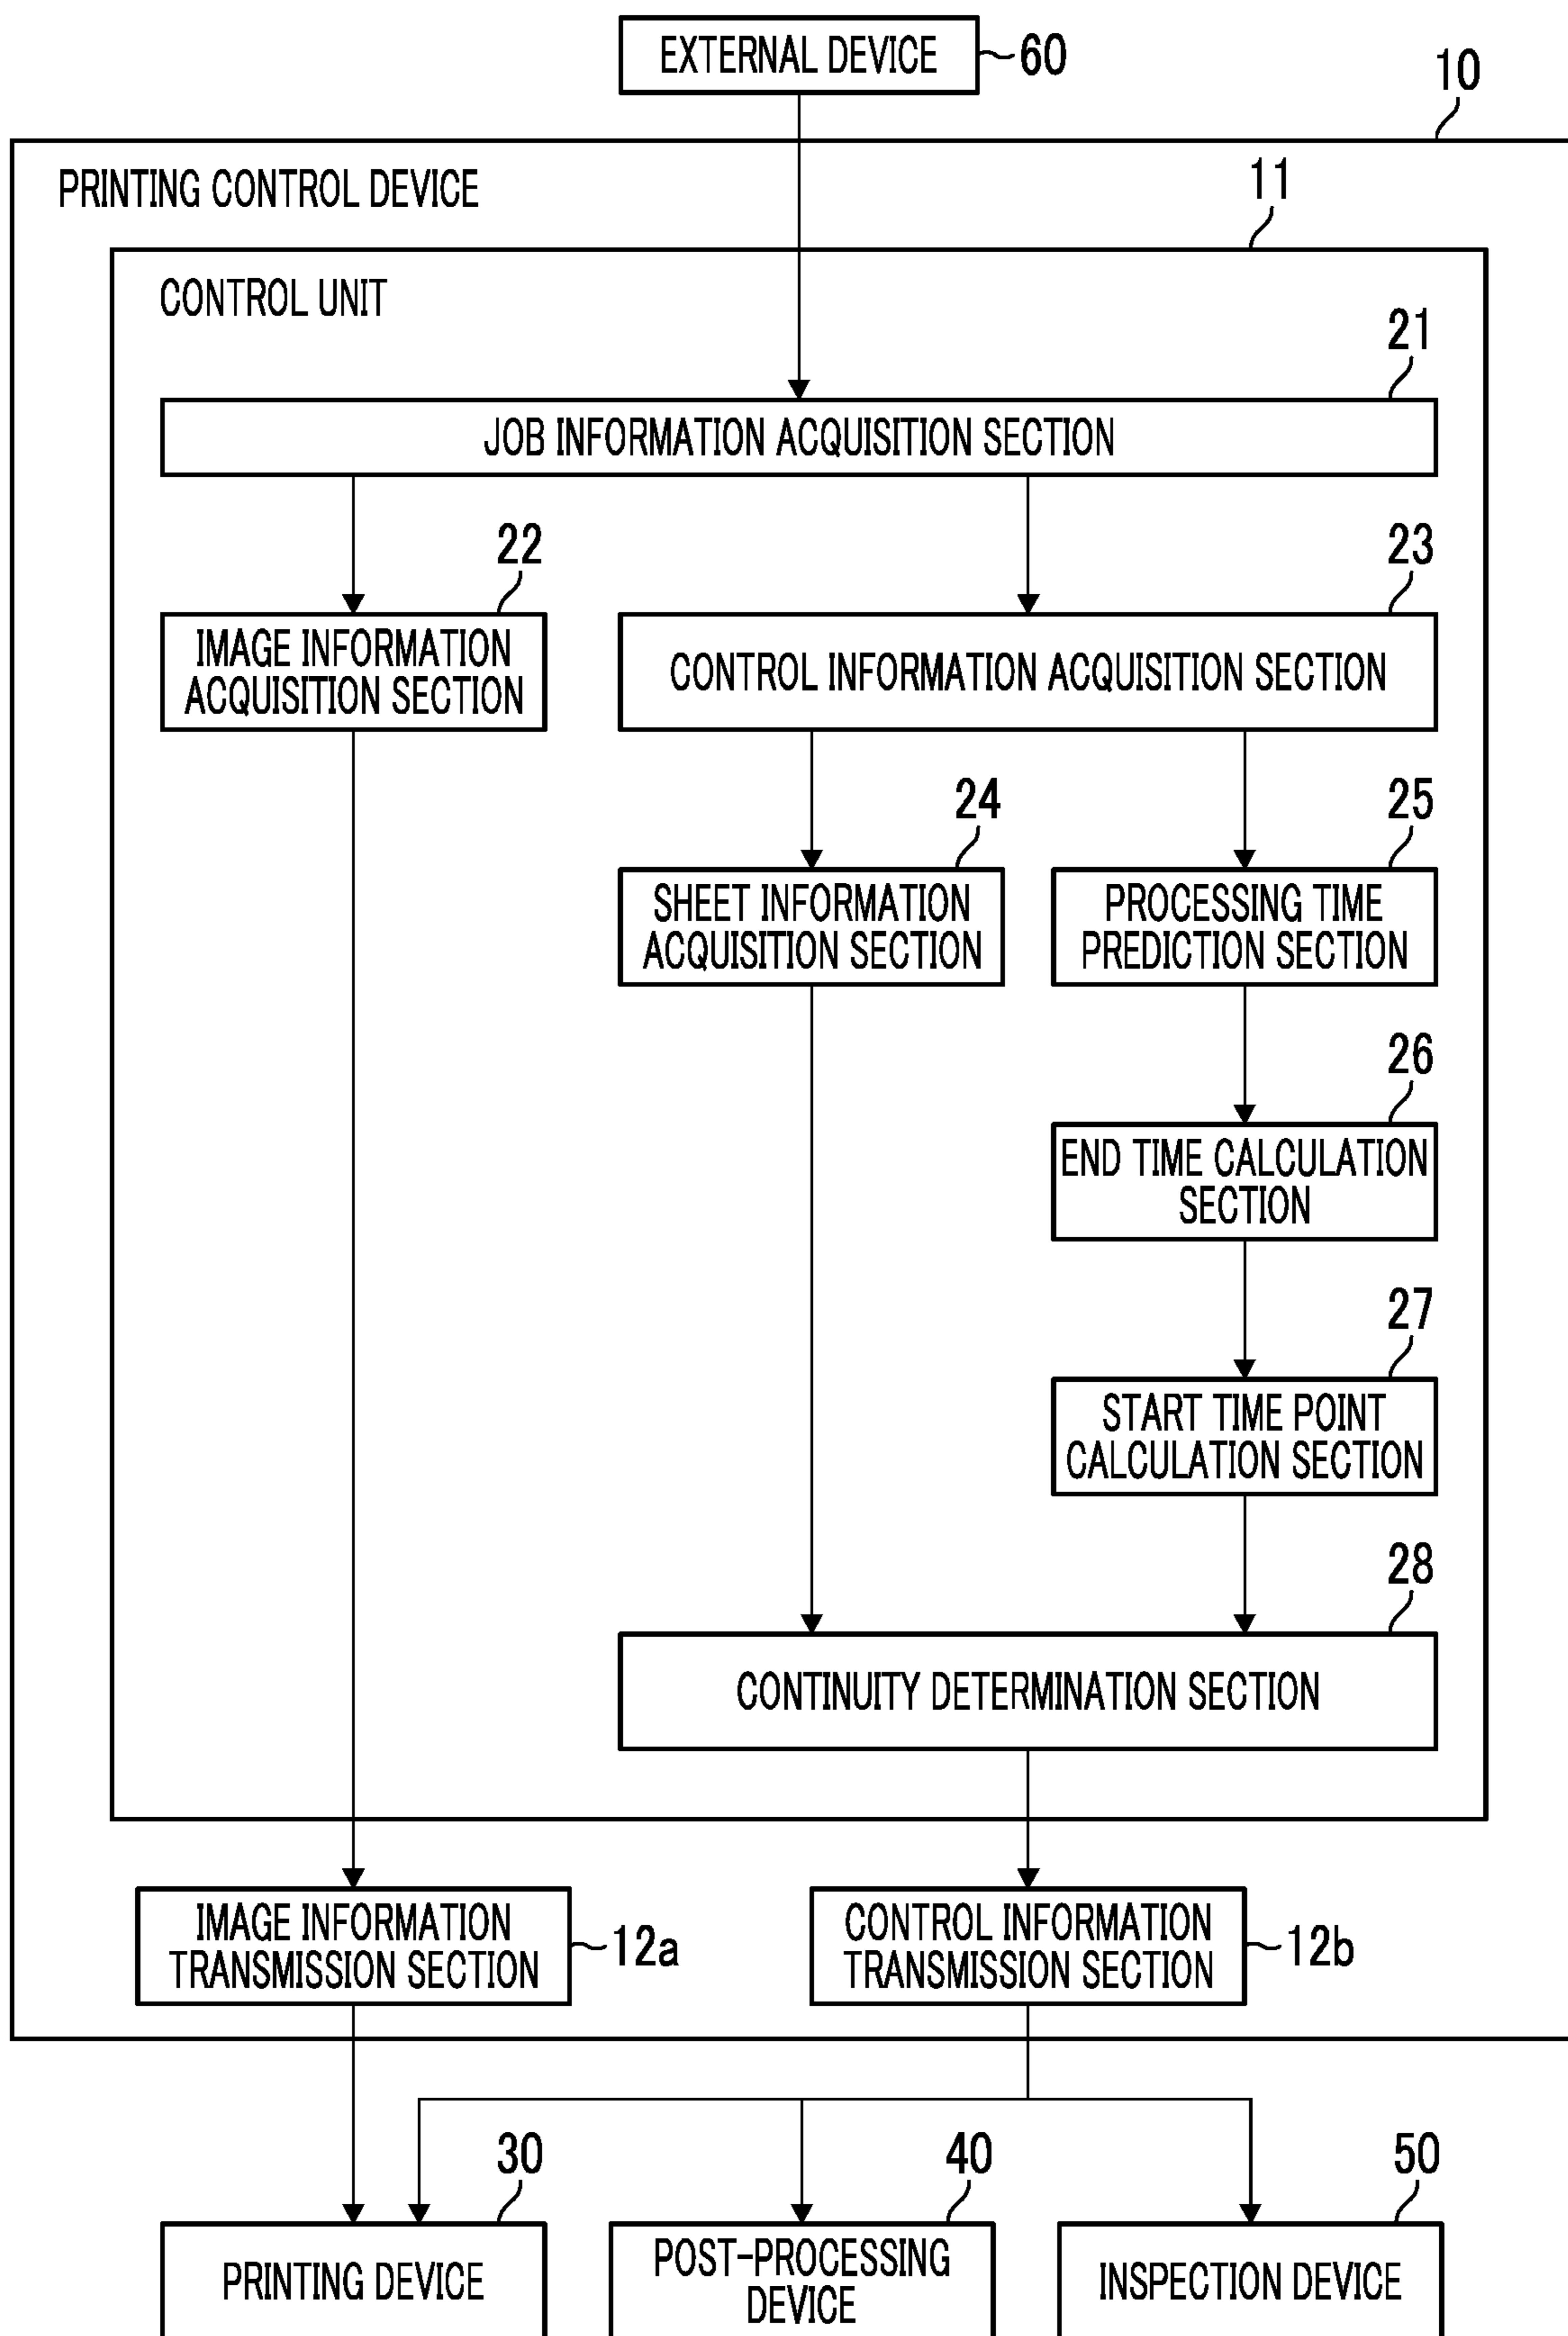 EXTERNAL DEVICE
60
10
PRINTING CONTROL DEVICE
11
CONTROL UNIT
21
JOB INFORMATION ACQUISITION SECTION
22
23
IMAGE INFORMATION
ACQUISITION SECTION
CONTROL INFORMATION ACQUISITION SECTION
24
25
SHEET INFORMATION
ACQUISITION SECTION
PROCESSING TIME
PREDICTION SECTION
26
END TIME CALCULATION
SECTION
27
START TIME POINT
CALCULATION SECTION
28
CONTINUITY DETERMINATION SECTION
IMAGE INFORMATION
TRANSMISSION SECTION
12a
CONTROL INFORMATION
TRANSMISSION SECTION
12b
30
40
50
PRINTING DEVICE
POST-PROCESSING
DEVICE
INSPECTION DEVICE